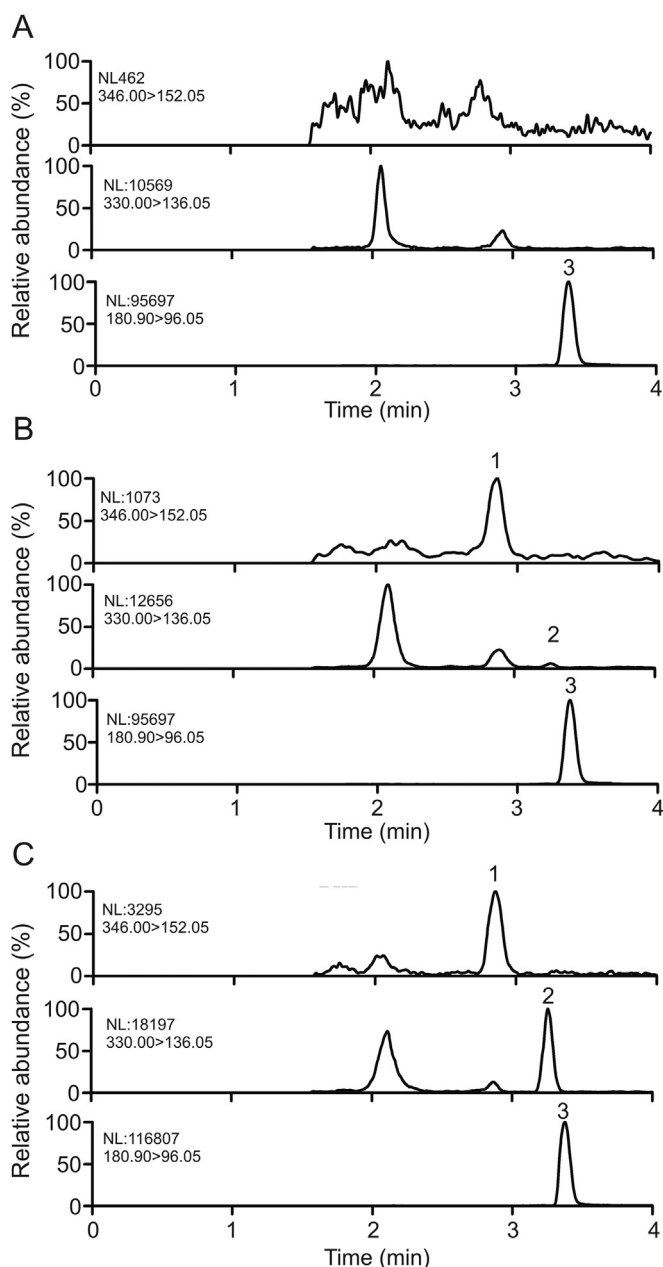 A
Relative abundance (%)
100
50
0
NL462
346.00>152.05
100
50
0
NL:10569
330.00>136.05
100
50
0
NL:95697
180.90>96.05
3
0 1 2 3 4
Time (min)
B
Relative abundance (%)
100
50
0
NL:1073
346.00>152.05
1
100
50
0
NL:12656
330.00>136.05
2
100
50
0
NL:95697
180.90>96.05
3
0 1 2 3 4
Time (min)
C
Relative abundance (%)
100
50
0
NL:3295
346.00>152.05
1
100
50
0
NL:18197
330.00>136.05
2
100
50
0
NL:116807
180.90>96.05
3
0 1 2 3 4
Time (min)